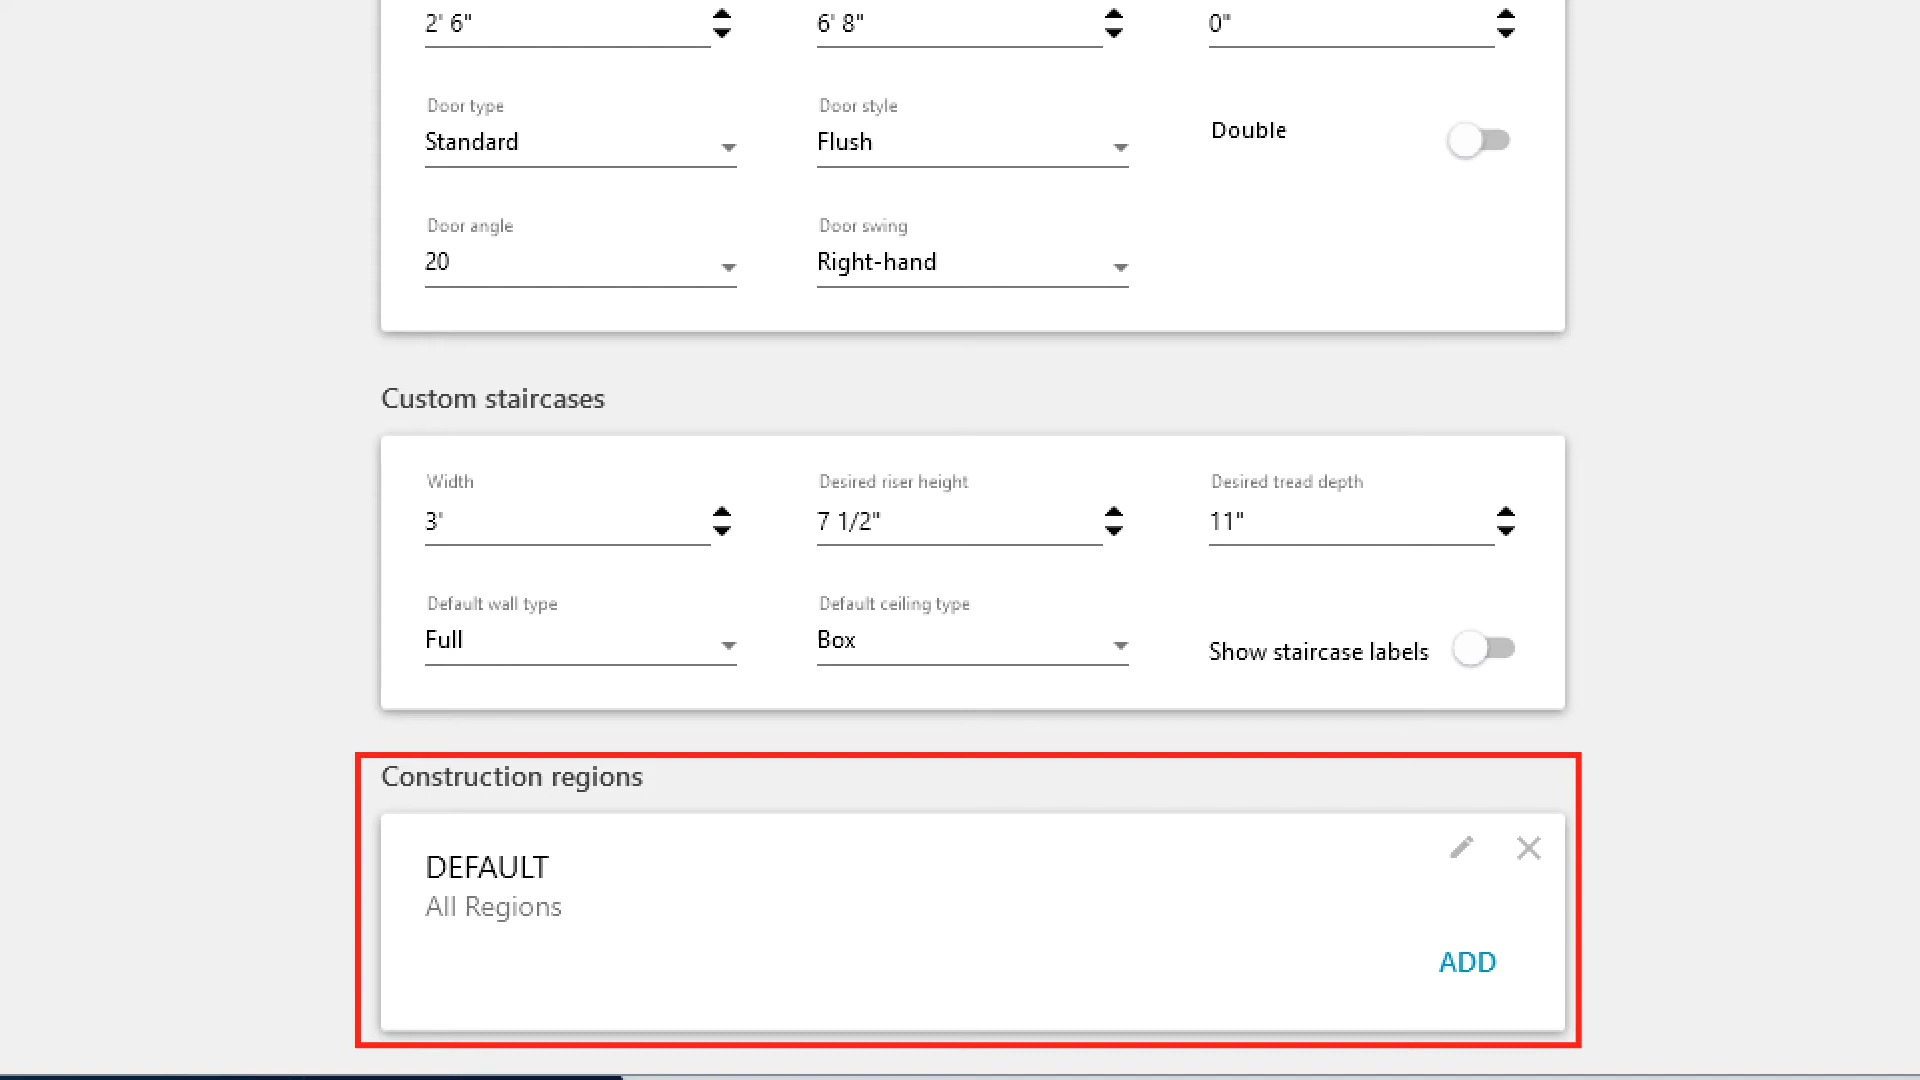 2' 6" 6' 8" 0"
Door type Door style
Standard Flush Double
Door angle Door swing
20 Right-hand
Custom staircases
Width Desired riser height Desired tread depth
3' 7 1/2" 11"
Default wall type Default ceiling type
Full Box Show staircase labels
Construction regions
DEFAULT
All Regions
ADD